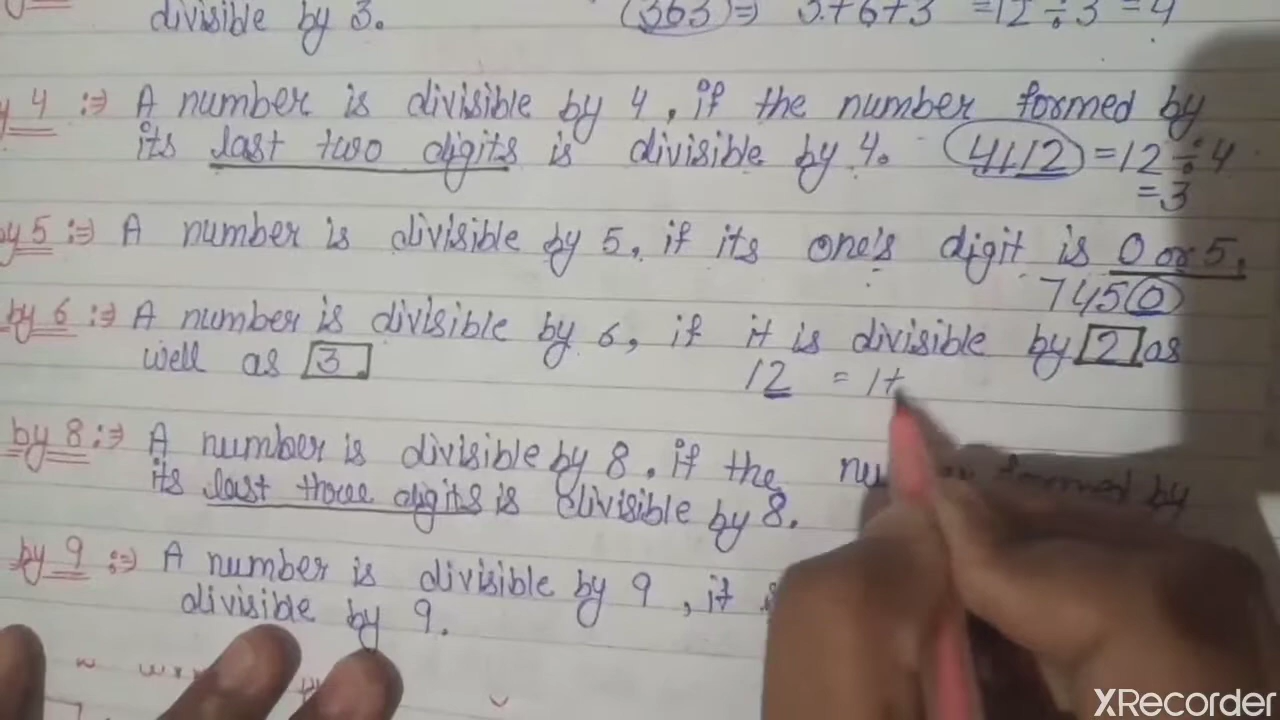 divisible by 3. (363) => 3+6+3 =12÷3 = 4
y 4 :=> A number is divisible by 4, if the number formed by
its last two digits is divisible by 4. 4112 =12÷4
=3
by 5 :=> A number is divisible by 5, if its one's digit is 0 or 5.
7450
by 6 :=> A number is divisible by 6, if it is divisible by 2 as
well as 3. 12 = 1+
by 8 :=> A number is divisible by 8. if the formed by
its last three digits is divisible by 8.
by 9 :=> A number is divisible by 9, if
divisible by 9.
XRecorder